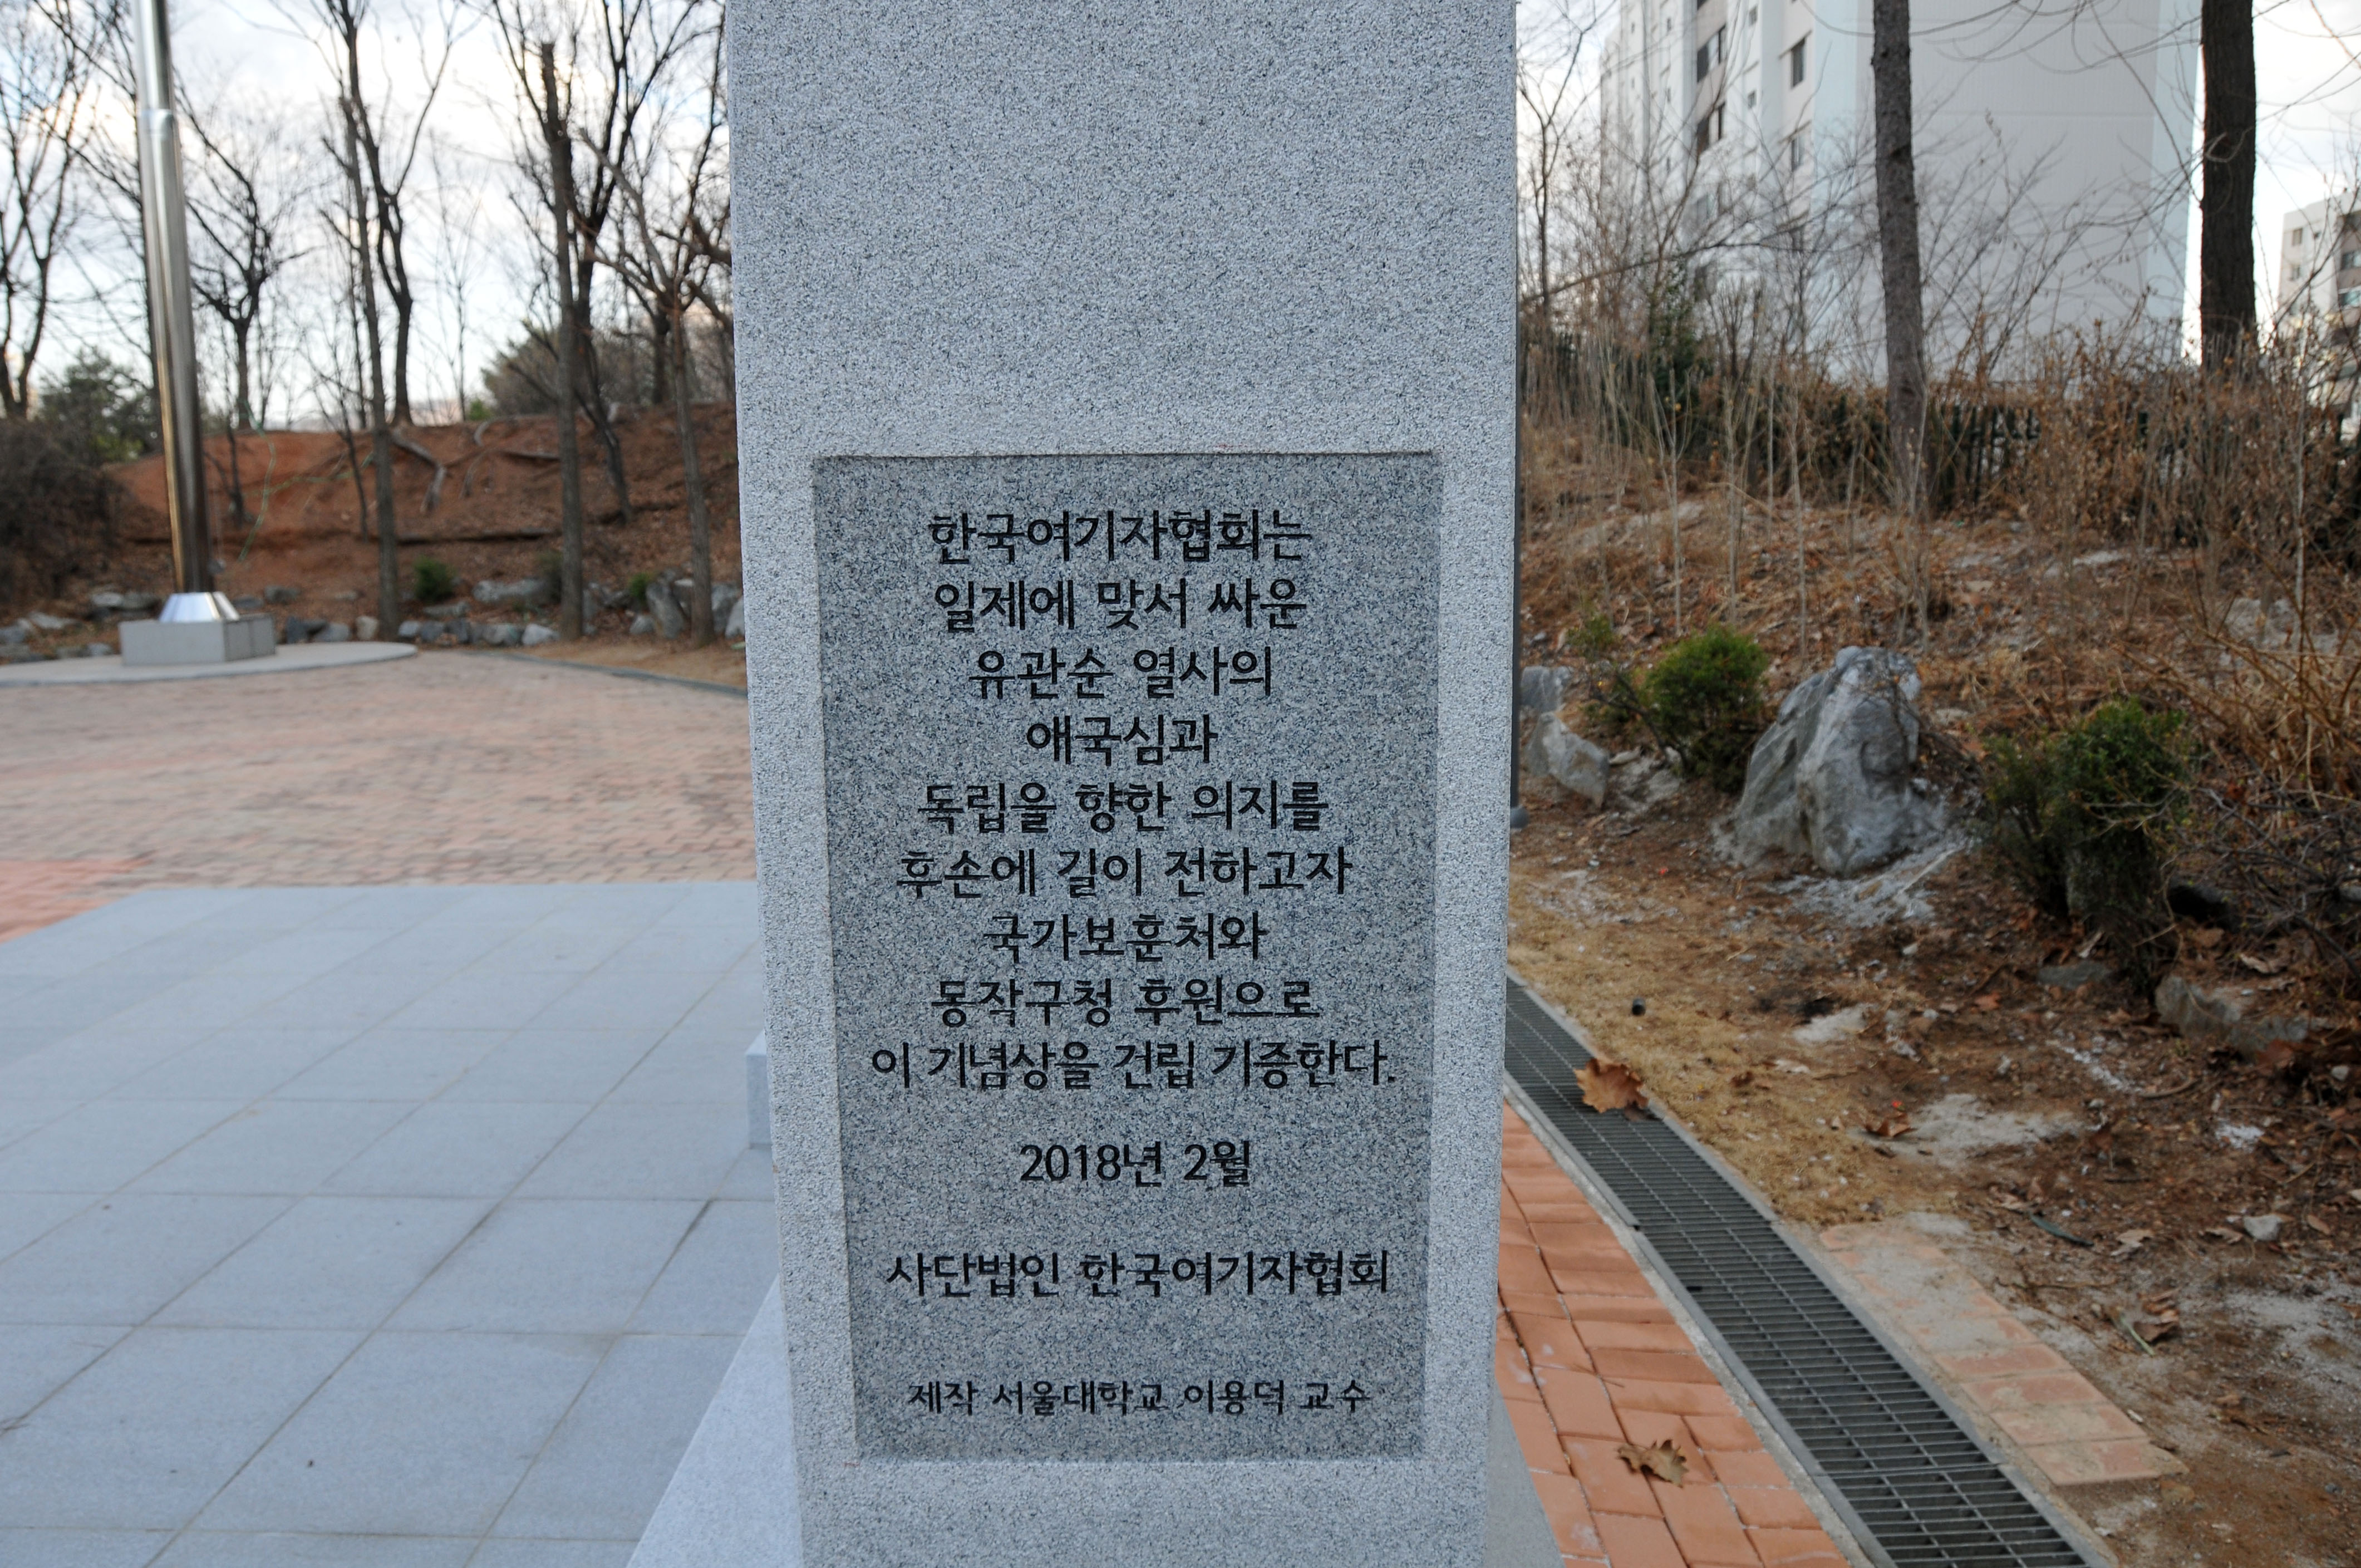 한국여기자협회는
일제에 맞서 싸운
유관순 열사의
애국심과
독립을 향한 의지를
후손에 길이 전하고자
국가보훈처와
동작구청 후원으로
이 기념상을 건립 기증한다.
2018년 2월
사단법인 한국여기자협회
제작 서울대학교 이용덕 교수